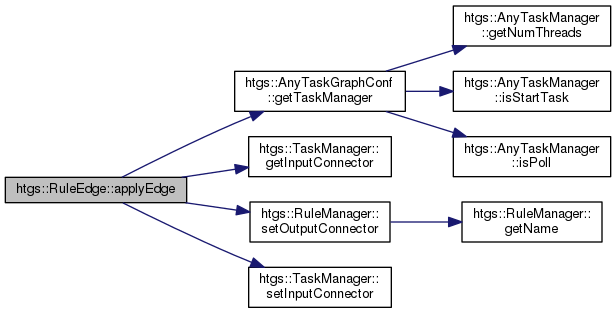 htgs::RuleEdge::applyEdge
htgs::AnyTaskGraphConf
::getTaskManager
htgs::TaskManager::
getInputConnector
htgs::RuleManager::
setOutputConnector
htgs::TaskManager::
setInputConnector
htgs::AnyTaskManager
::getNumThreads
htgs::AnyTaskManager
::isStartTask
htgs::AnyTaskManager
::isPoll
htgs::RuleManager::
getName